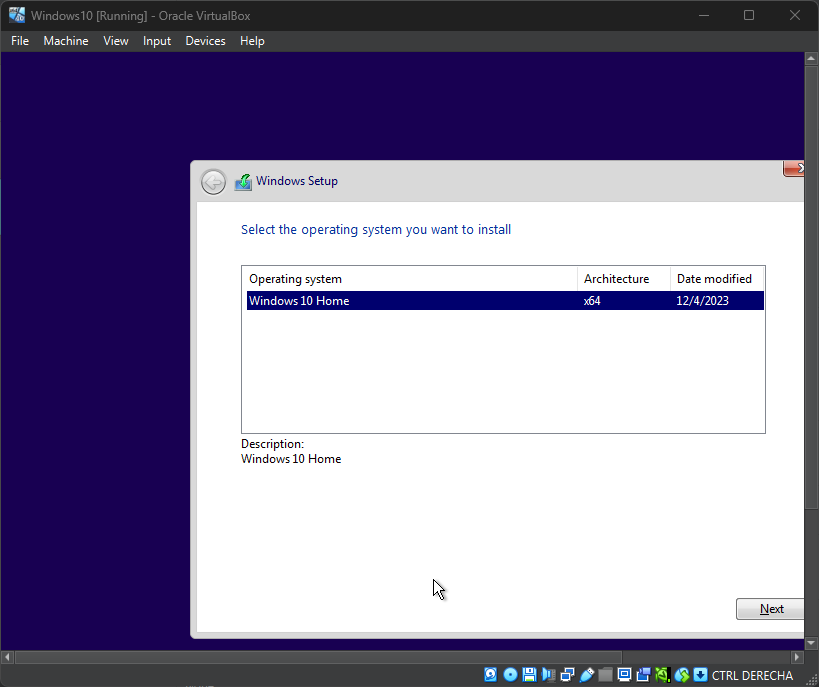 Windows10 [Running] - Oracle VirtualBox
File Machine View Input Devices Help
Windows Setup
Select the operating system you want to install
Operating system Architecture Date modified
Windows 10 Home x64 12/4/2023
Description:
Windows 10 Home
Next
CTRL DERECHA